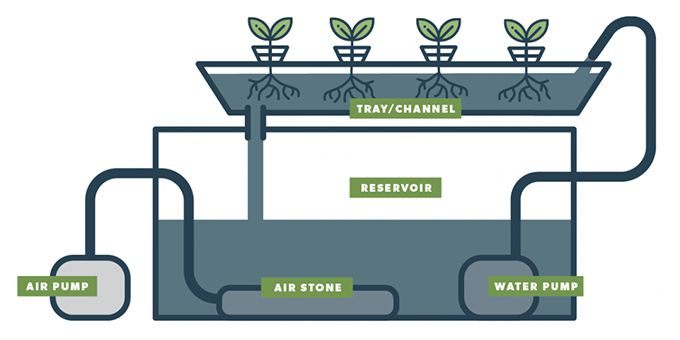 TRAY/CHANNEL
RESERVOIR
AIR PUMP
AIR STONE
WATER PUMP